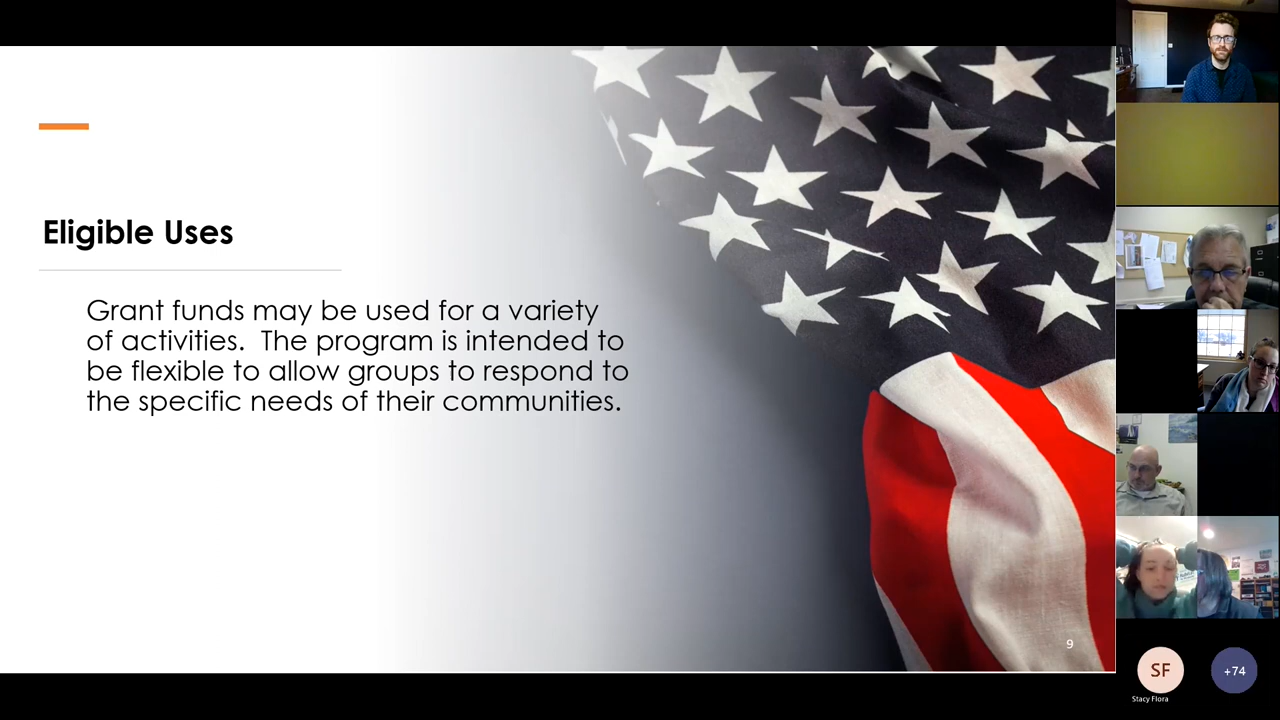 Eligible Uses
Grant funds may be used for a variety
of activities.  The program is intended to
be flexible to allow groups to respond to
the specific needs of their communities.
9
SF
+74
Stacy Flora